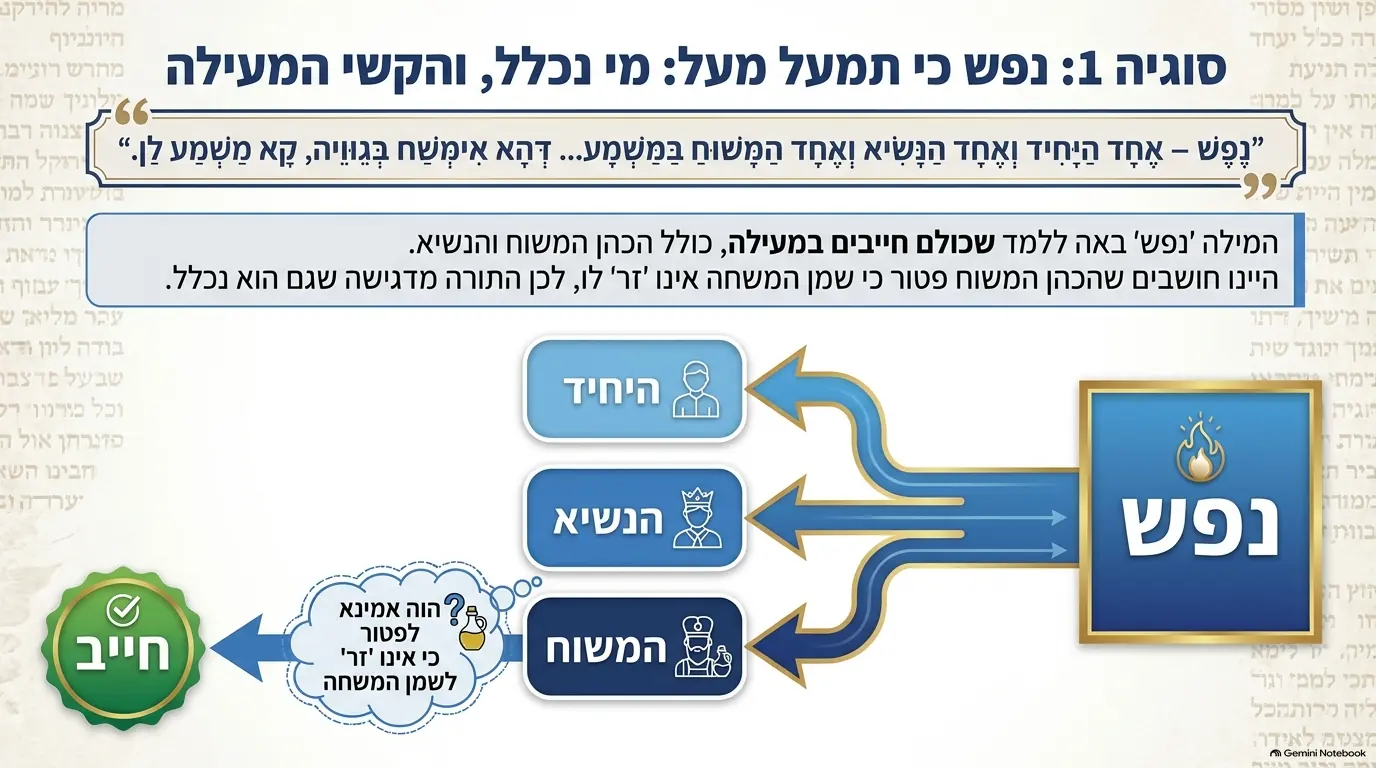 סוגיה 1: נפש כי תמעל מעל: מי נכלל, והקשי המעילה
”נֶפֶשׁ – אֶחָד הַיָּחִיד וְאֶחָד הַנָּשִׂיא וְאֶחָד הַמָּשׁוּחַ בַּמַּשְׁמָע... דְּהָא אִימְּשַׁח בְּגַוֵּויהּ, קָא מַשְׁמַע לַן.“
המילה 'נפש' באה ללמד שכולם חייבים במעילה, כולל הכהן המשוח והנשיא.
היינו חושבים שהכהן המשוח פטור כי שמן המשחה אינו 'זר' לו, לכן התורה מדגישה שגם הוא נכלל.
נפש
היחיד
הנשיא
המשוח
הוה אמינא
לפטור
כי אינו 'זר'
לשמן המשחה
?
חייב
Gemini Notebook